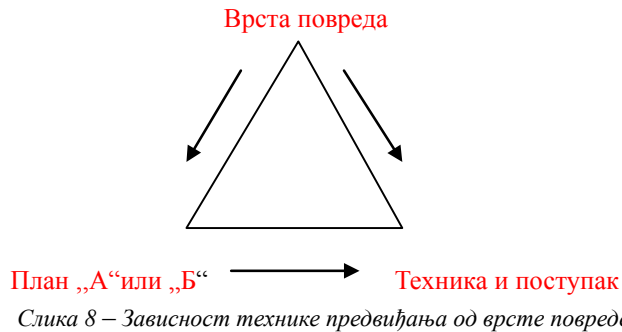 Врста повреда
План ,,А“или ,,Б“
Техника и поступак
Слика 8 – Зависност технике предвиђања од врсте повреде